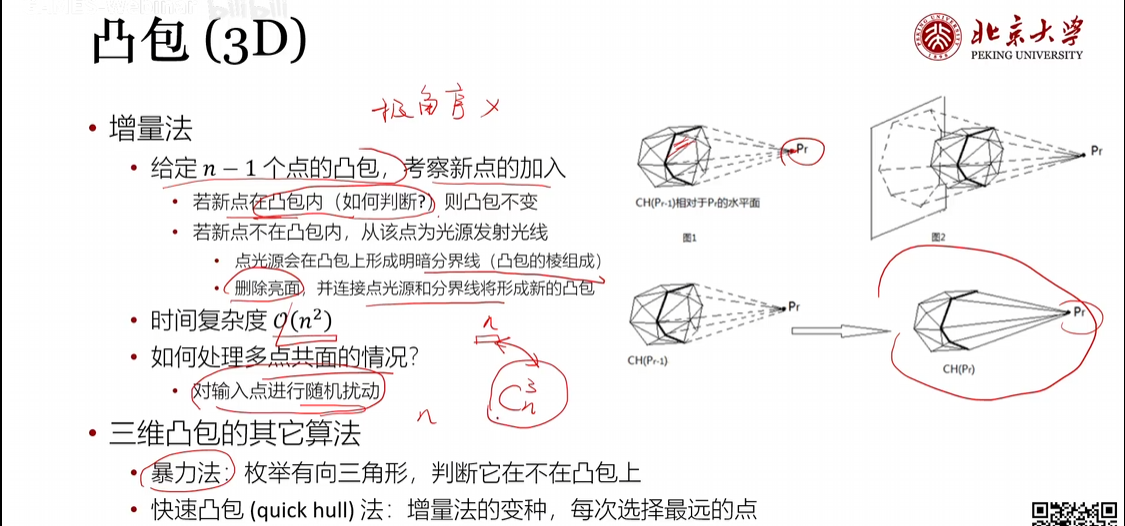 凸包 (3D)
北京大学
PEKING UNIVERSITY
极角序 ×
• 增量法
• 给定 n − 1 个点的凸包，考察新点的加入
• 若新点在凸包内（如何判断?），则凸包不变
• 若新点不在凸包内，从该点为光源发射光线
• 点光源会在凸包上形成明暗分界线（凸包的棱组成）
• 删除亮面，并连接点光源和分界线将形成新的凸包
• 时间复杂度 𝒪(n²)
n
• 如何处理多点共面的情况?
• 对输入点进行随机扰动
C_n^3
n
• 三维凸包的其它算法
• 暴力法：枚举有向三角形，判断它在不在凸包上
• 快速凸包 (quick hull) 法：增量法的变种，每次选择最远的点
Pr
CH(Pr-1)相对于Pr的水平面
图1
Pr
图2
Pr
CH(Pr-1)
Pr
CH(Pr)